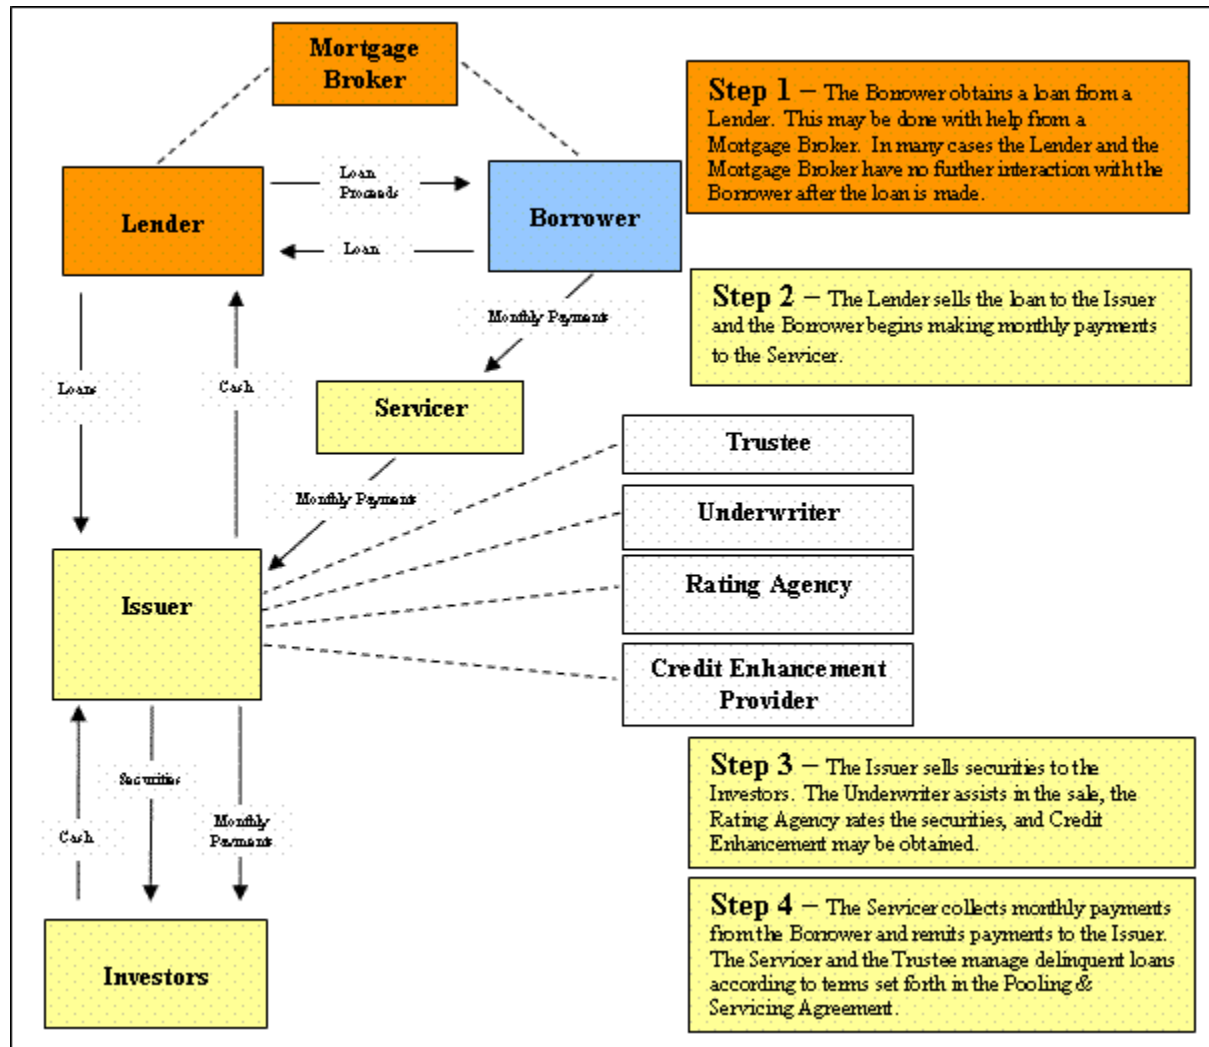 Mortgage
Broker
Step 1 – The Borrower obtains a loan from a
Lender. This may be done with help from a
Mortgage Broker. In many cases the Lender and the
Mortgage Broker have no further interaction with the
Borrower after the loan is made.
Lender
Loan
Proceeds
Borrower
Loan
Step 2 – The Lender sells the loan to the Issuer
and the Borrower begins making monthly payments
to the Servicer.
Monthly Payments
Loans
Cash
Servicer
Trustee
Monthly Payments
Underwriter
Issuer
Rating Agency
Credit Enhancement
Provider
Securities
Cash
Monthly
Payments
Step 3 – The Issuer sells securities to the
Investors. The Underwriter assists in the sale, the
Rating Agency rates the securities, and Credit
Enhancement may be obtained.
Investors
Step 4 – The Servicer collects monthly payments
from the Borrower and remits payments to the Issuer.
The Servicer and the Trustee manage delinquent loans
according to terms set forth in the Pooling &
Servicing Agreement.